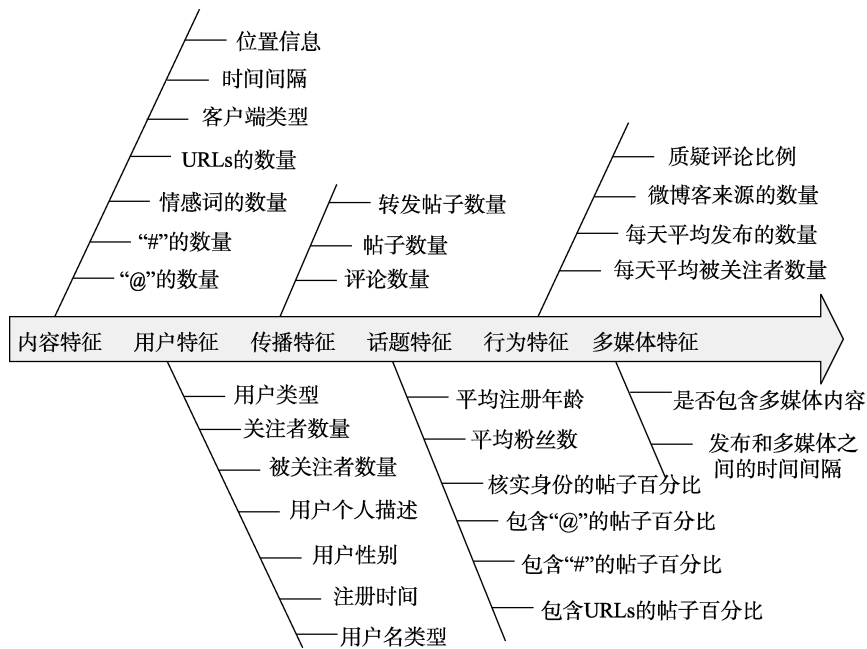 位置信息
时间间隔
客户端类型
URLs的数量
情感词的数量
“#”的数量
“@”的数量
转发帖子数量
帖子数量
评论数量
质疑评论比例
微博客来源的数量
每天平均发布的数量
每天平均被关注者数量
内容特征
用户特征
传播特征
话题特征
行为特征
多媒体特征
用户类型
关注者数量
被关注者数量
用户个人描述
用户性别
注册时间
用户名类型
平均注册年龄
平均粉丝数
核实身份的帖子百分比
包含“@”的帖子百分比
包含“#”的帖子百分比
包含URLs的帖子百分比
是否包含多媒体内容
发布和多媒体之
间的时间间隔